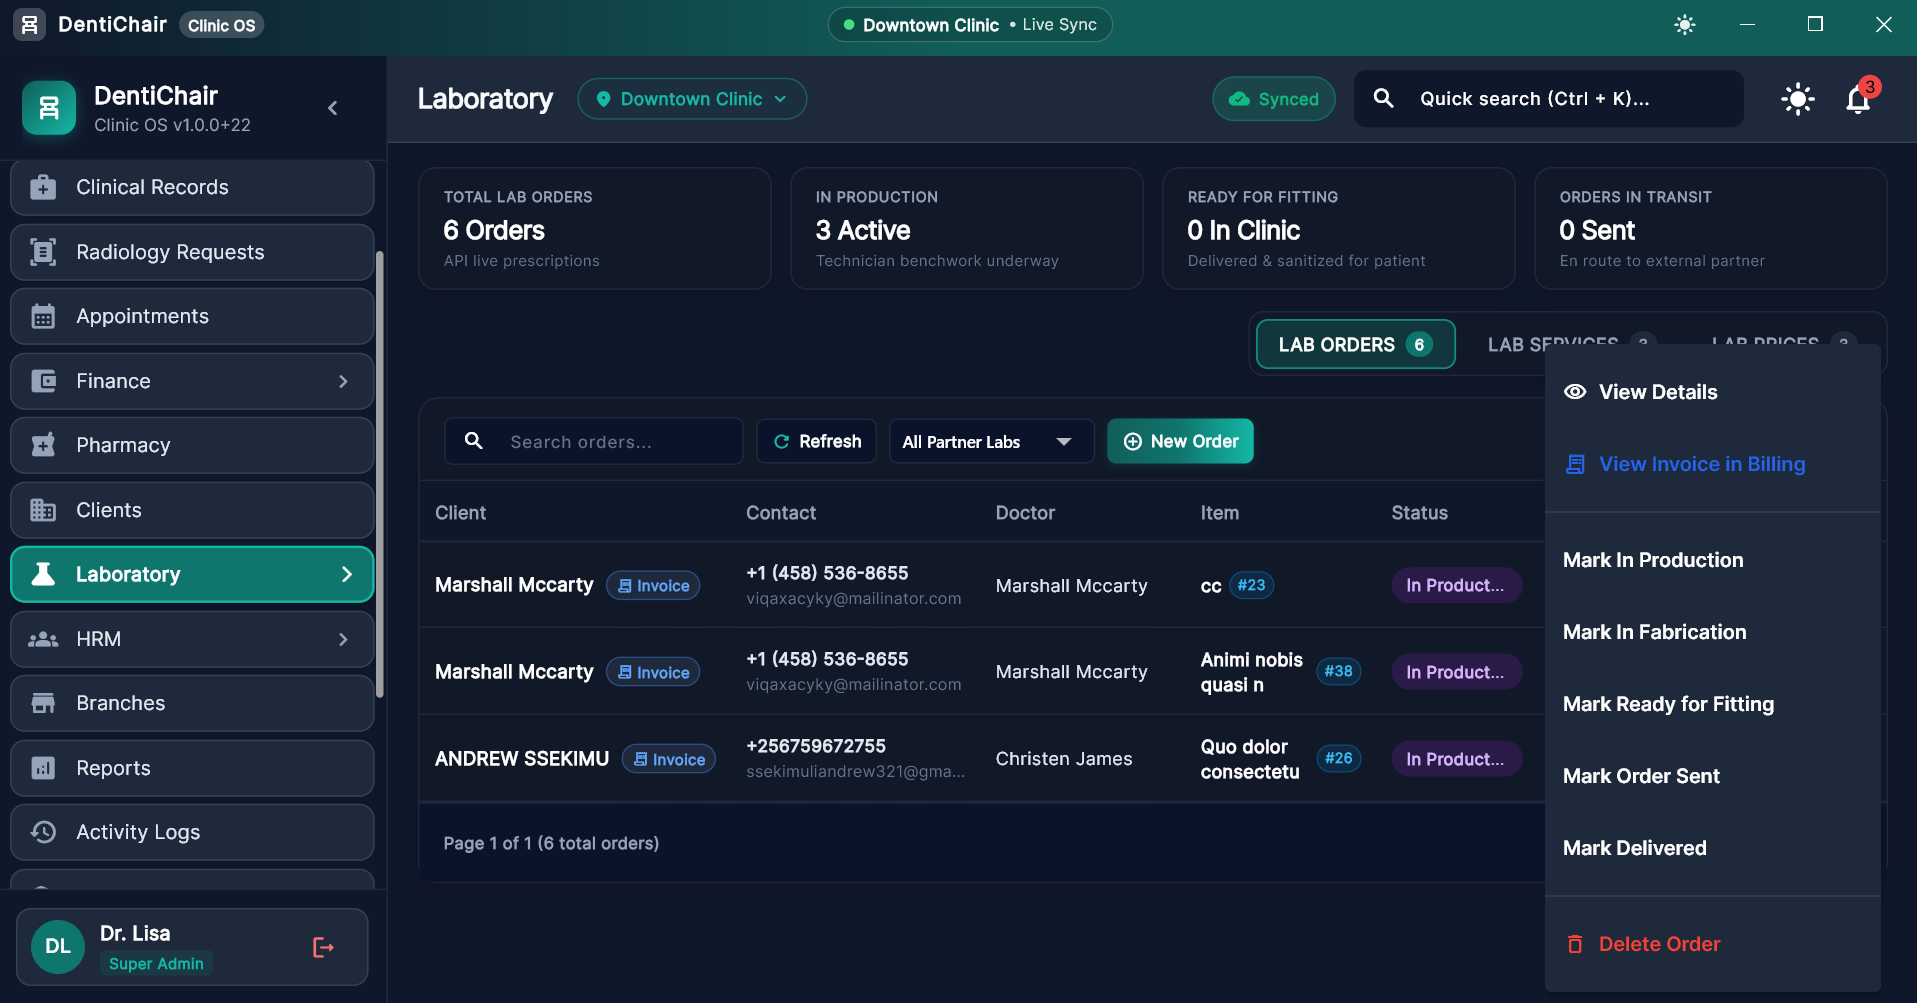 DentiChair Clinic OS
Downtown Clinic • Live Sync
DentiChair
Clinic OS v1.0.0+22
Clinical Records
Radiology Requests
Appointments
Finance
Pharmacy
Clients
Laboratory
HRM
Branches
Reports
Activity Logs
DL
Dr. Lisa
Super Admin
Laboratory
Downtown Clinic
Synced
Quick search (Ctrl + K)...
3
TOTAL LAB ORDERS
6 Orders
API live prescriptions
IN PRODUCTION
3 Active
Technician benchwork underway
READY FOR FITTING
0 In Clinic
Delivered & sanitized for patient
ORDERS IN TRANSIT
0 Sent
En route to external partner
LAB ORDERS 6
LAB SERVICES
LAB PRICES
Search orders...
Refresh
All Partner Labs
New Order
Client Contact Doctor Item Status
Marshall Mccarty Invoice
+1 (458) 536-8655
viqaxacyky@mailinator.com
Marshall Mccarty
cc #23
In Product...
Marshall Mccarty Invoice
+1 (458) 536-8655
viqaxacyky@mailinator.com
Marshall Mccarty
Animi nobis
quasi n
#38
In Product...
ANDREW SSEKIMU Invoice
+256759672755
ssekimuliandrew321@gma...
Christen James
Quo dolor
consectetu
#26
In Product...
Page 1 of 1 (6 total orders)
View Details
View Invoice in Billing
Mark In Production
Mark In Fabrication
Mark Ready for Fitting
Mark Order Sent
Mark Delivered
Delete Order